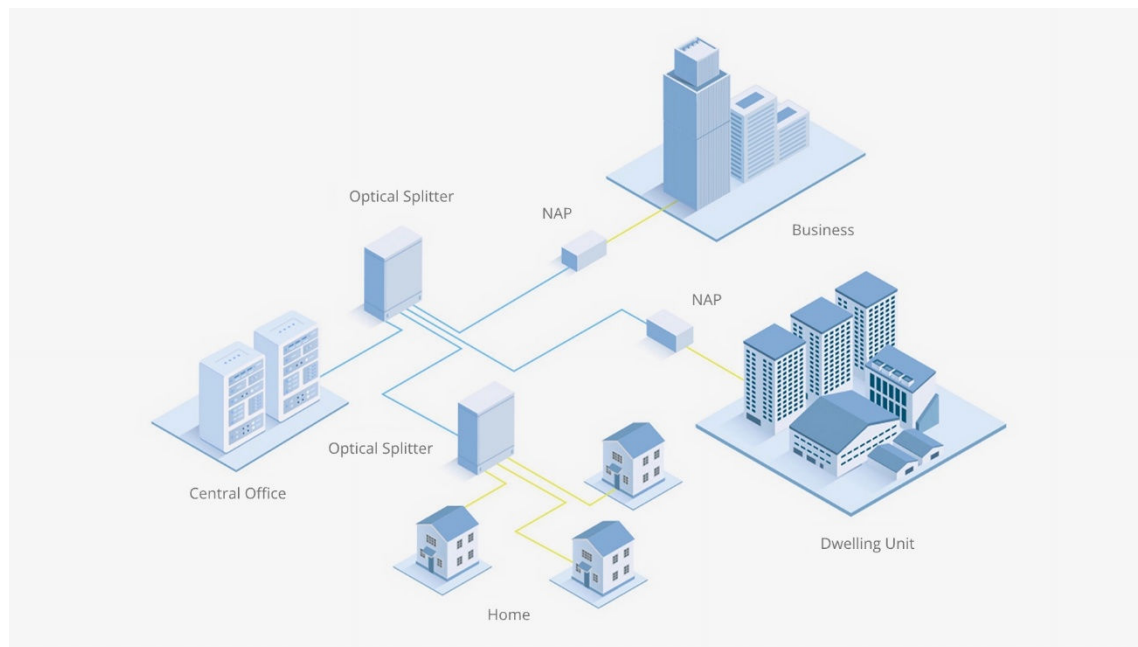 Optical Splitter
NAP
Business
NAP
Optical Splitter
Central Office
Dwelling Unit
Home